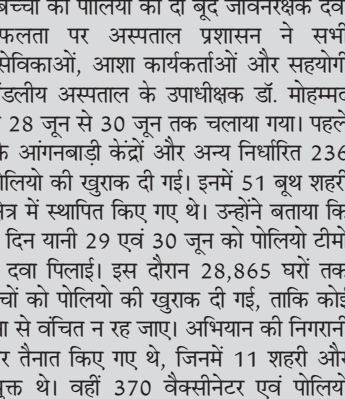 बच्चों को पोलियो की दो बूंद जीवनरक्षक दवा
फलता पर अस्पताल प्रशासन ने सभी
सेविकाओं, आशा कार्यकर्ताओं और सहयोगी
डलीय अस्पताल के उपाधीक्षक डॉ. मोहम्मद
28 जून से 30 जून तक चलाया गया। पहले
के आंगनबाड़ी केंद्रों और अन्य निर्धारित 236
लियो की खुराक दी गई। इनमें 51 बूथ शहरी
त्र में स्थापित किए गए थे। उन्होंने बताया कि
दिन यानी 29 एवं 30 जून को पोलियो टीमों
दवा पिलाई। इस दौरान 28,865 घरों तक
चों को पोलियो की खुराक दी गई, ताकि कोई
ा से वंचित न रह जाए। अभियान की निगरानी
र तैनात किए गए थे, जिनमें 11 शहरी और
क्त थे। वहीं 370 वैक्सीनेटर एवं पोलियो